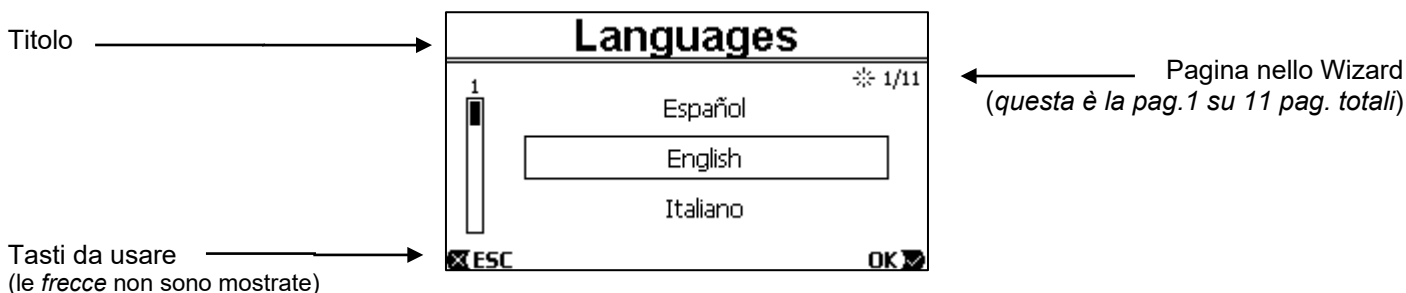 Titolo
Languages
Pagina nello Wizard
(questa è la pag.1 su 11 pag. totali)
1
1/11
Español
English
Italiano
Tasti da usare
(le frecce non sono mostrate)
ESC
OK